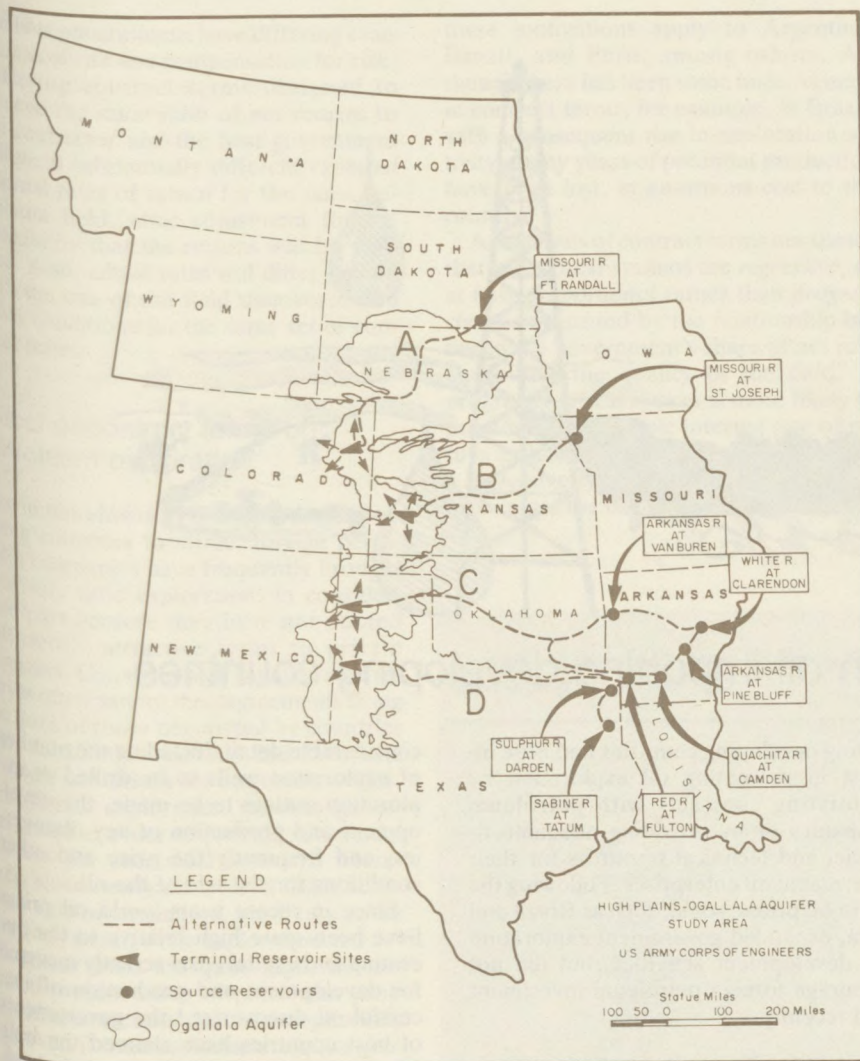 MONTANA
NORTH
DAKOTA
SOUTH
DAKOTA
MISSOURI R
AT
FT. RANDALL
WYOMING
A
NEBRASKA
IOWA
MISSOURI R
AT
ST JOSEPH
COLORADO
B
KANSAS
MISSOURI
ARKANSAS R
AT
VAN BUREN
WHITE R
AT
CLARENDON
C
OKLAHOMA
ARKANSAS
NEW MEXICO
ARKANSAS R.
AT
PINE BLUFF
D
SULPHUR R
AT
DARDEN
LOUISIANA
QUACHITA R
AT
CAMDEN
TEXAS
SABINE R
AT
TATUM
RED R
AT
FULTON
LEGEND
Alternative Routes
Terminal Reservoir Sites
Source Reservoirs
Ogallala Aquifer
HIGH PLAINS-OGALLALA AQUIFER
STUDY AREA
US ARMY CORPS OF ENGINEERS
Statue Miles
100 50 0 100 200 Miles